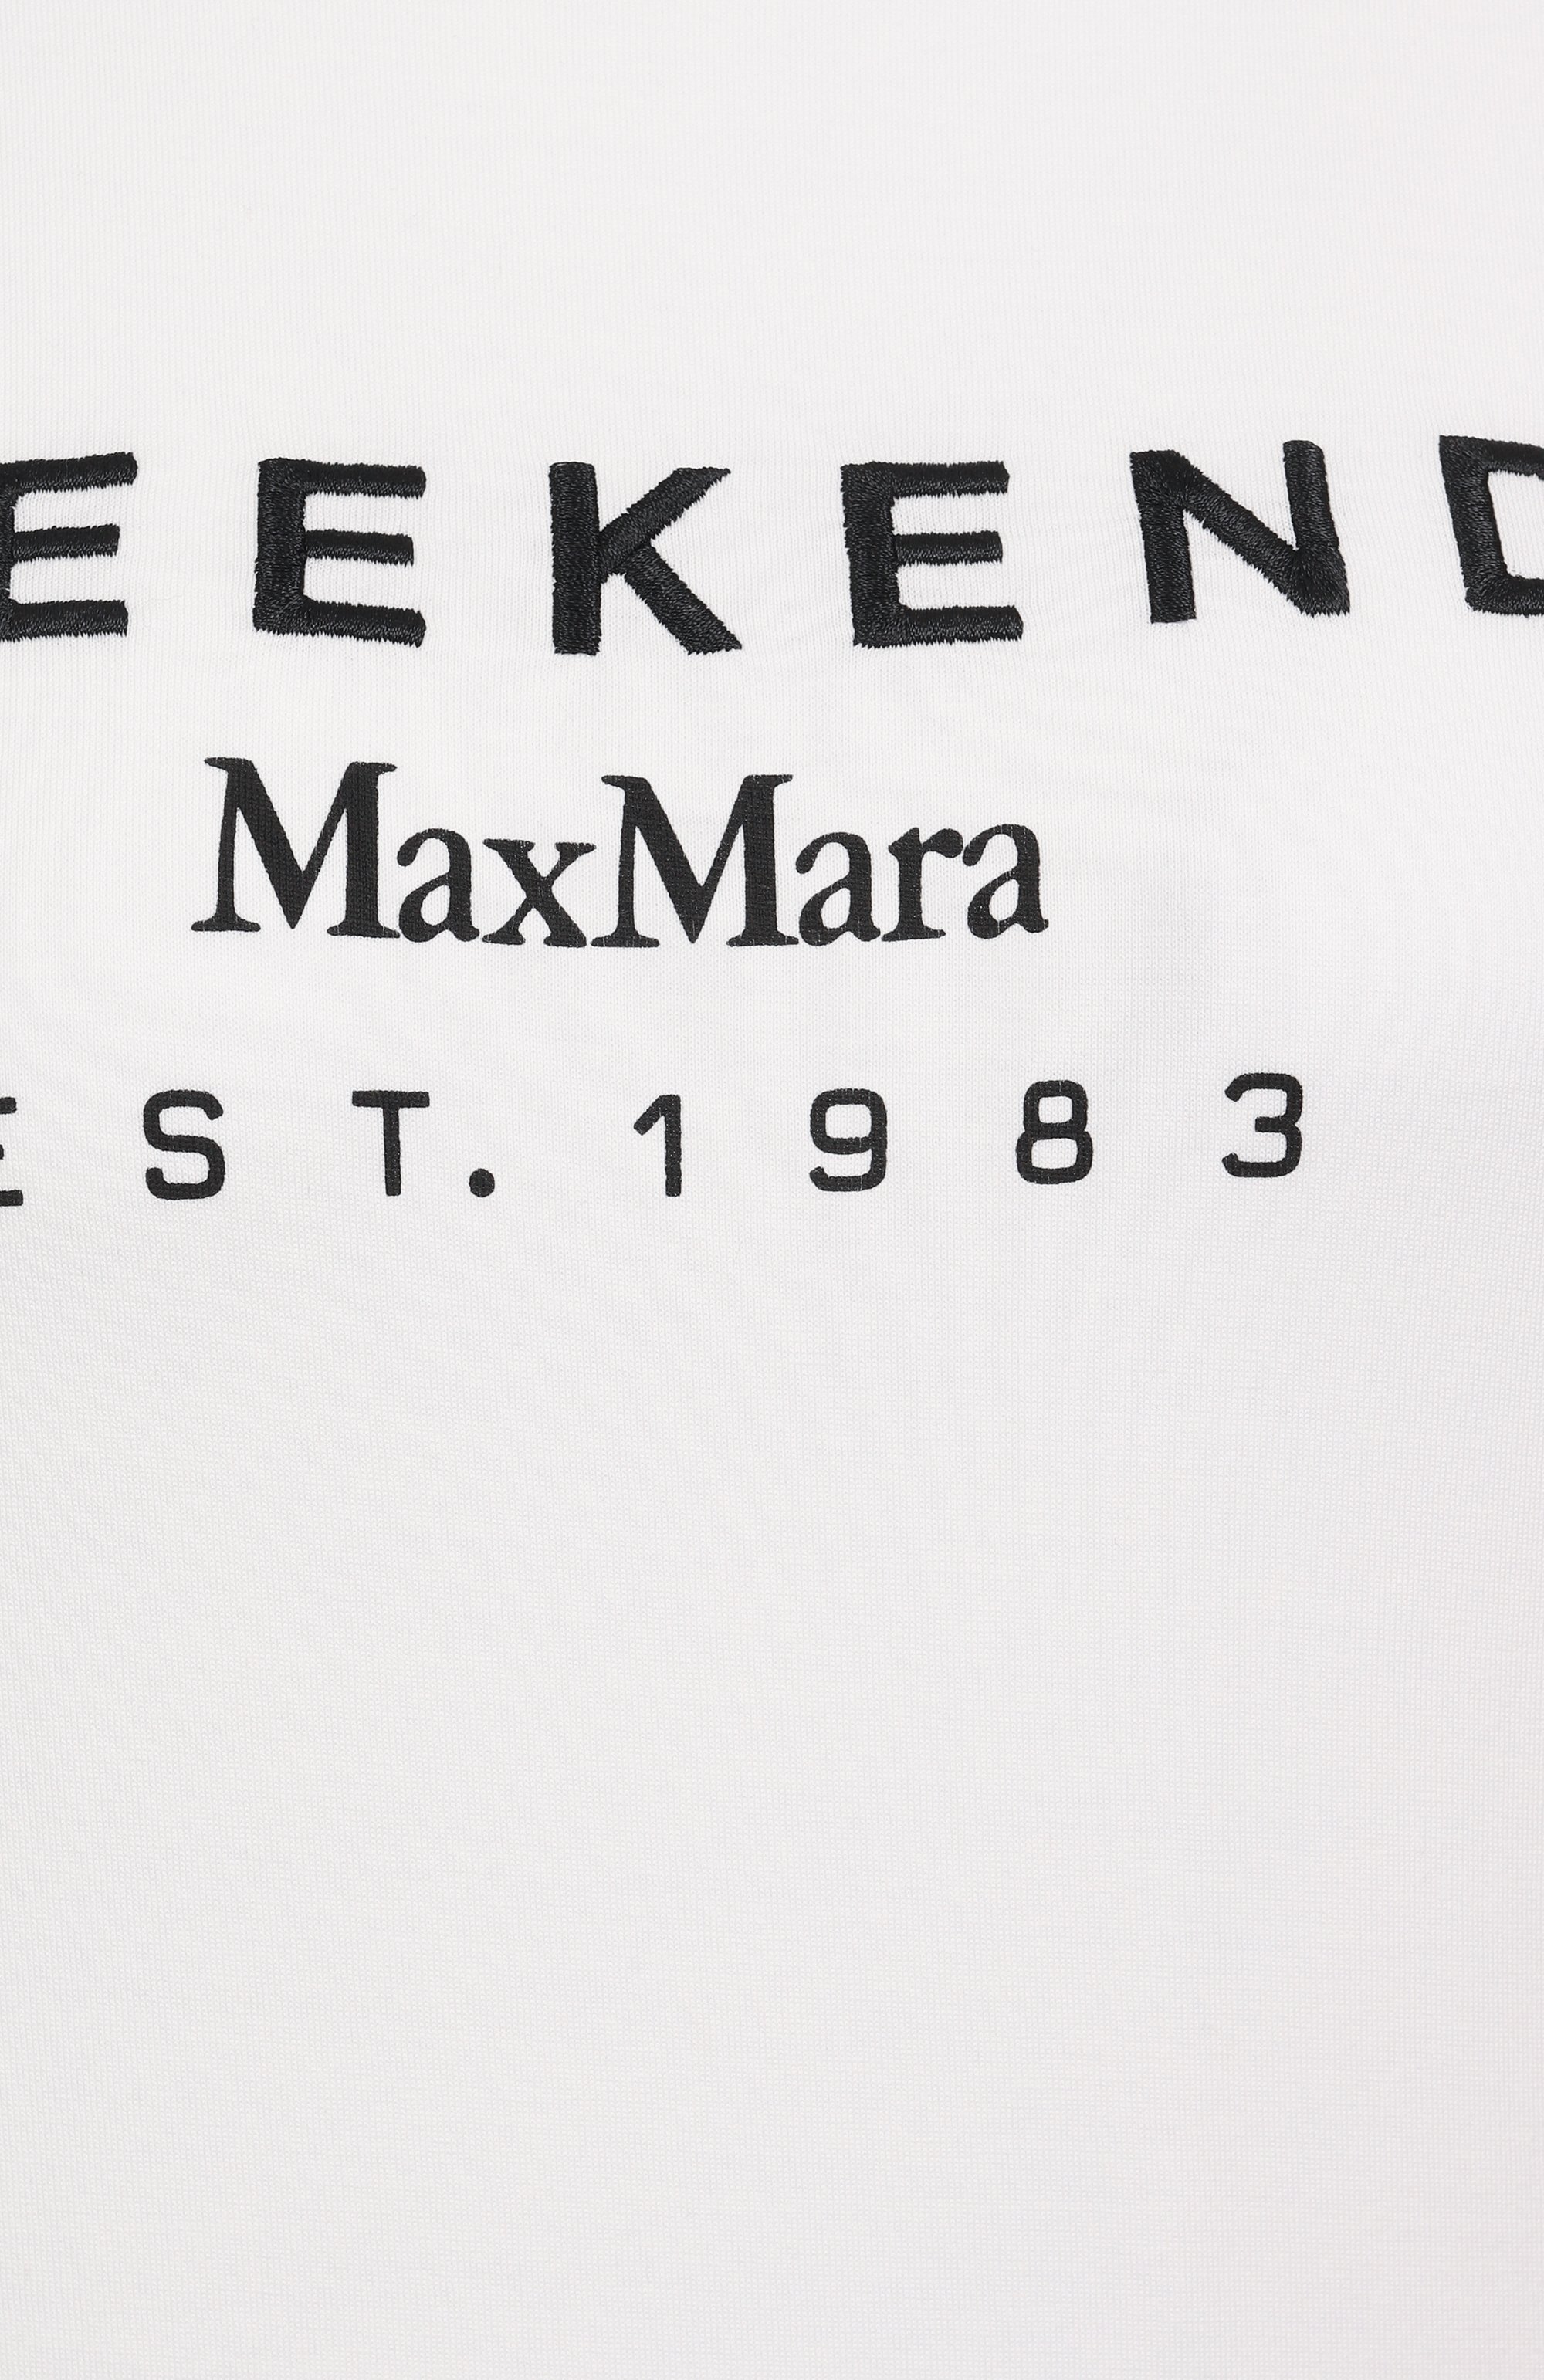 EEKEND
MaxMara
EST. 1983